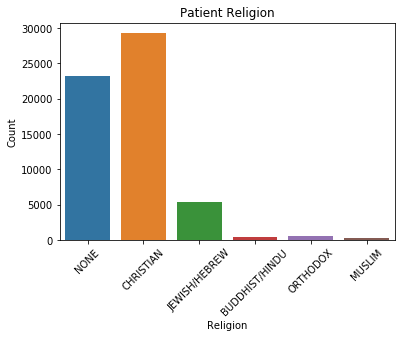 Patient Religion
Count
30000
25000
20000
15000
10000
5000
0
NONE
CHRISTIAN
JEWISH/HEBREW
BUDDHIST/HINDU
ORTHODOX
MUSLIM
Religion